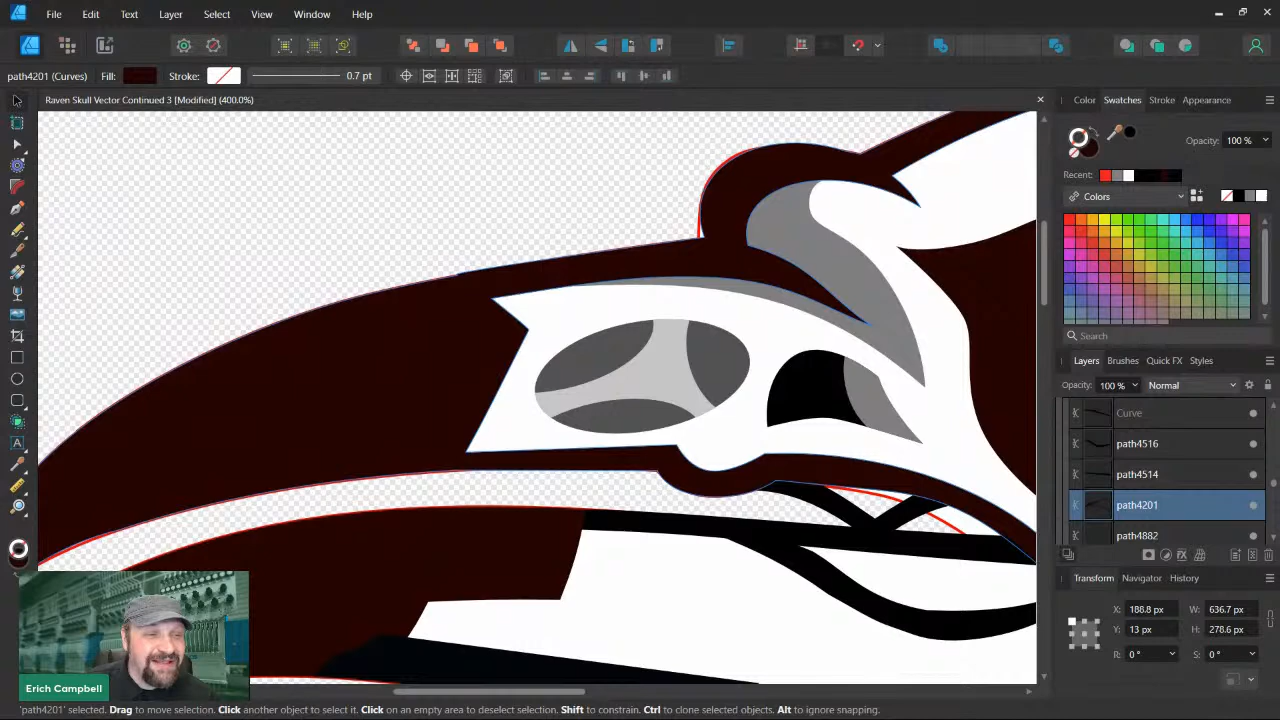 File Edit Text Layer Select View Window Help
path4201 (Curves) Fill: Stroke: 0.7 pt
Raven Skull Vector Continued 3 [Modified] (400.0%)
Color Swatches Stroke Appearance
Opacity: 100 %
Recent:
Colors
Search
Layers Brushes Quick FX Styles
Opacity: 100 % Normal
Curve
path4516
path4514
path4201
path4882
Transform Navigator History
X: 188.8 px W: 636.7 px
Y: 13 px H: 278.6 px
R: 0 ° S: 0 °
Erich Campbell
'path4201' selected. Drag to move selection. Click another object to select it. Click on an empty area to deselect selection. Shift to constrain. Ctrl to clone selected objects. Alt to ignore snapping.